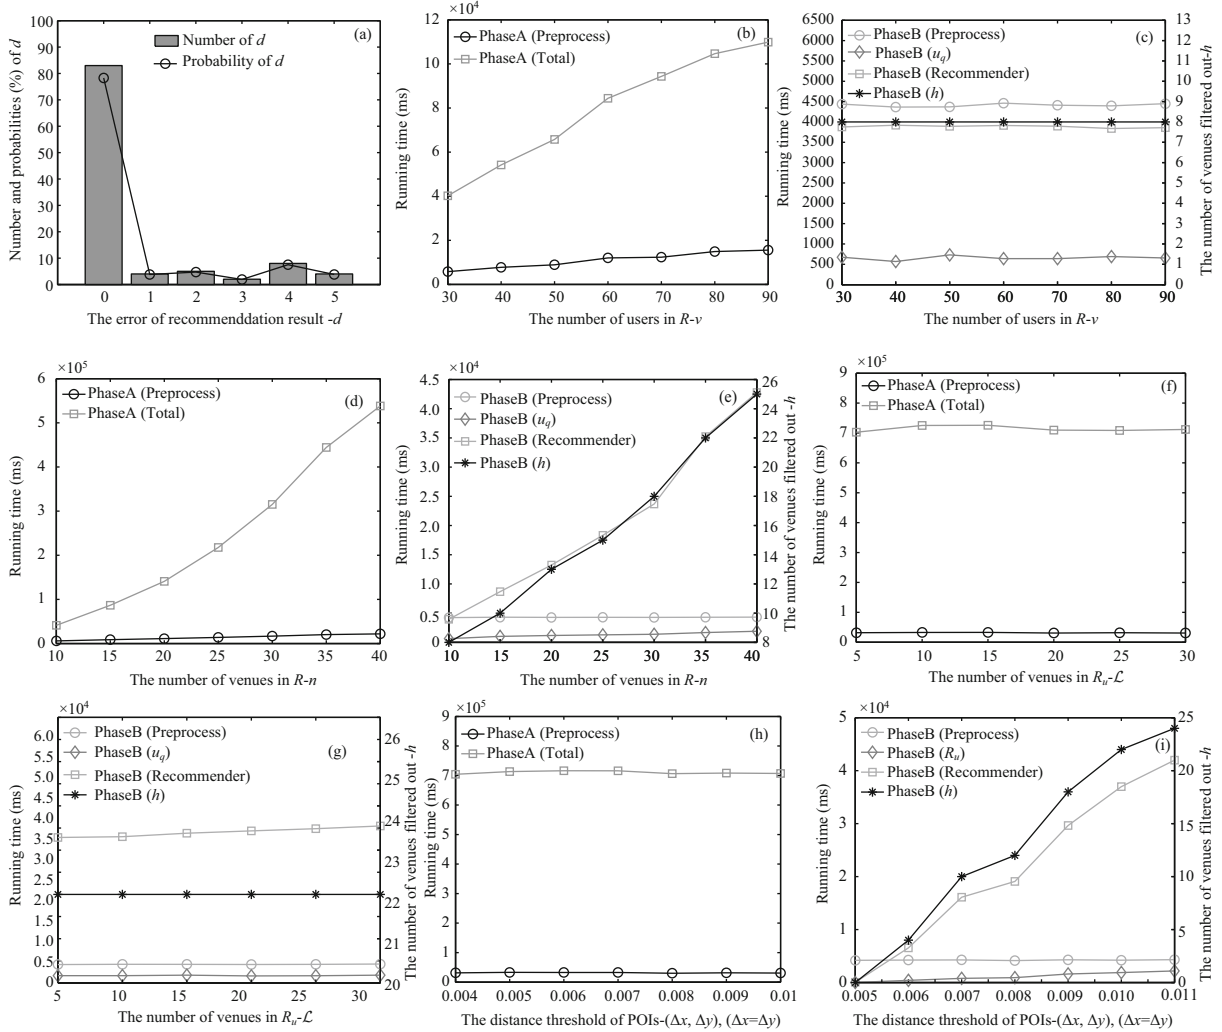 (a)
Number of d
Probability of d
Number and probabilities (%) of d
100
90
80
70
60
50
40
30
20
10
0
0 1 2 3 4 5
The error of recommenddation result -d
×10⁴
(b)
PhaseA (Preprocess)
PhaseA (Total)
Running time (ms)
12
10
8
6
4
2
0
30 40 50 60 70 80 90
The number of users in R-v
(c)
PhaseB (Preprocess)
PhaseB (u_q)
PhaseB (Recommender)
PhaseB (h)
Running time (ms)
6500
6000
5500
5000
4500
4000
3500
3000
2500
2000
1500
1000
500
0
The number of venues filtered out-h
13
12
11
10
9
8
7
6
5
4
3
2
1
0
30 40 50 60 70 80 90
The number of users in R-v
×10⁵
(d)
PhaseA (Preprocess)
PhaseA (Total)
Running time (ms)
6
5
4
3
2
1
0
10 15 20 25 30 35 40
The number of venues in R-n
×10⁴
(e)
PhaseB (Preprocess)
PhaseB (u_q)
PhaseB (Recommender)
PhaseB (h)
Running time (ms)
4.5
4.0
3.5
3.0
2.5
2.0
1.5
1.0
0.5
0
The number of venues filtered out -h
26
24
22
20
18
16
14
12
10
8
10 15 20 25 30 35 40
The number of venues in R-n
×10⁵
(f)
PhaseA (Preprocess)
PhaseA (Total)
Running time (ms)
9
8
7
6
5
4
3
2
1
0
5 10 15 20 25 30
The number of venues in R_u-ℒ
×10⁴
(g)
PhaseB (Preprocess)
PhaseB (u_q)
PhaseB (Recommender)
PhaseB (h)
Running time (ms)
6.0
5.0
5.5
5.0
4.5
4.0
3.5
3.0
2.5
2.0
1.5
1.0
0.5
0
The number of venues filtered out -h
26
25
24
23
22
21
20
5 10 15 20 25 30
The number of venues in R_u-ℒ
×10⁵
(h)
PhaseA (Preprocess)
PhaseA (Total)
Running time (ms)
9
8
7
6
5
4
3
2
1
0
0.004 0.005 0.006 0.007 0.008 0.009 0.01
The distance threshold of POIs-(Δx, Δy), (Δx=Δy)
×10⁴
(i)
PhaseB (Preprocess)
PhaseB (R_u)
PhaseB (Recommender)
PhaseB (h)
Running time (ms)
5
4
3
2
1
0
The number of venues filtered out -h
25
20
15
10
5
0
0.005 0.006 0.007 0.008 0.009 0.010 0.011
The distance threshold of POIs-(Δx, Δy), (Δx=Δy)